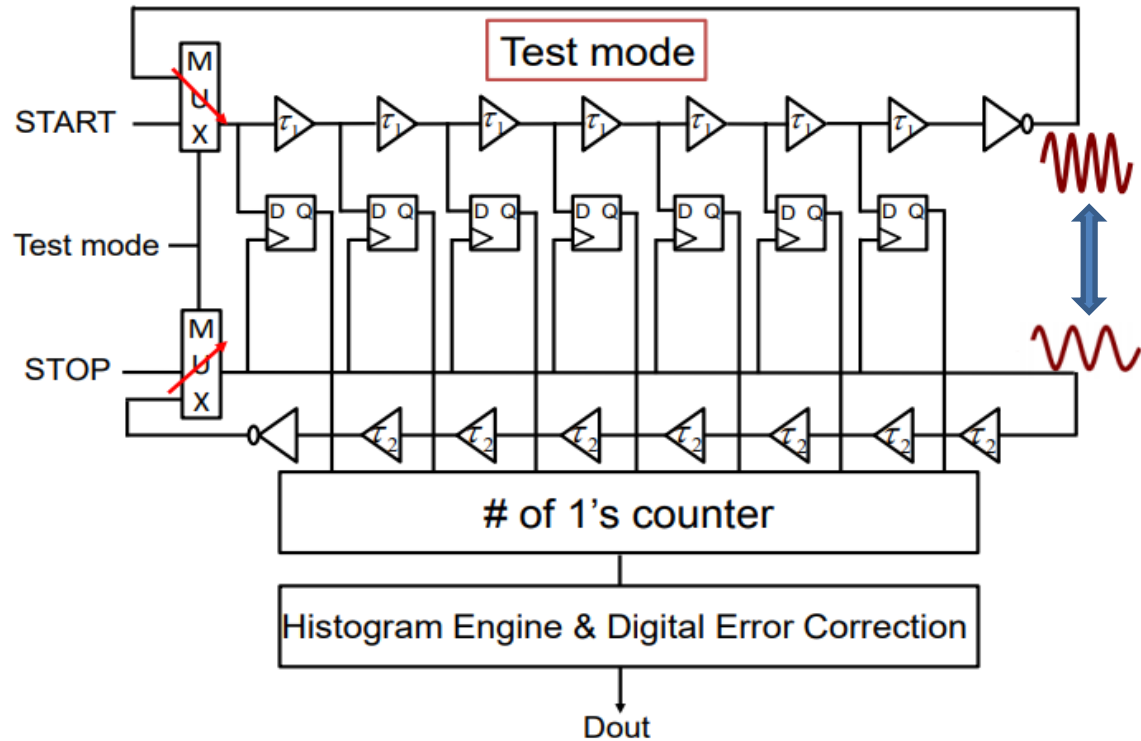 Test mode
M
U
X
START
τ1 τ1 τ1 τ1 τ1 τ1 τ1
D Q D Q D Q D Q D Q D Q D Q
Test mode
M
U
X
STOP
τ2 τ2 τ2 τ2 τ2 τ2 τ2
# of 1's counter
Histogram Engine & Digital Error Correction
Dout